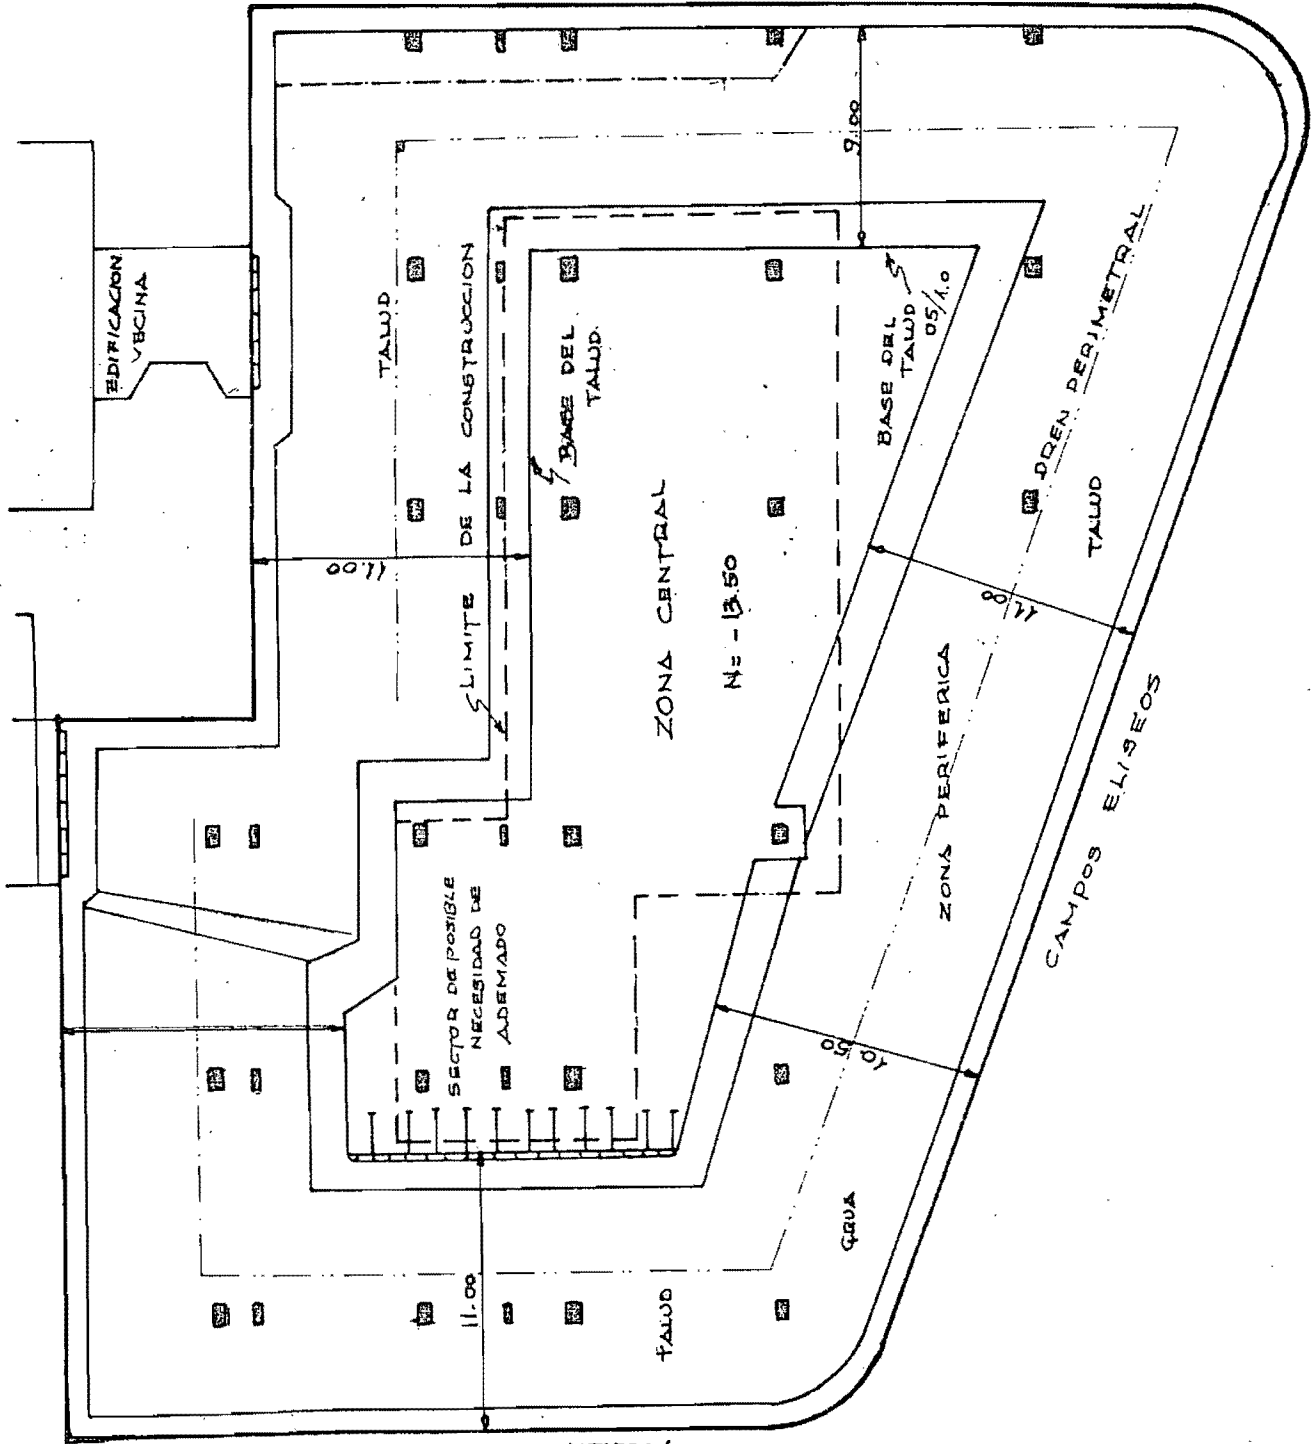 EDIFICACION
VECINA
TALUD
9.00
LIMITE DE LA CONSTRUCCION
BASE DEL
TALUD
BASE DEL
TALUD
05/1.0
DREN PERIMETRAL
TALUD
11.00
ZONA CENTRAL
N= -13.50
11.00
ZONA PERIFERICA
CAMPOS ELISEOS
SECTOR DE POSIBLE
NECESIDAD DE
ADEMADO
10.50
GRUA
11.00
TALUD